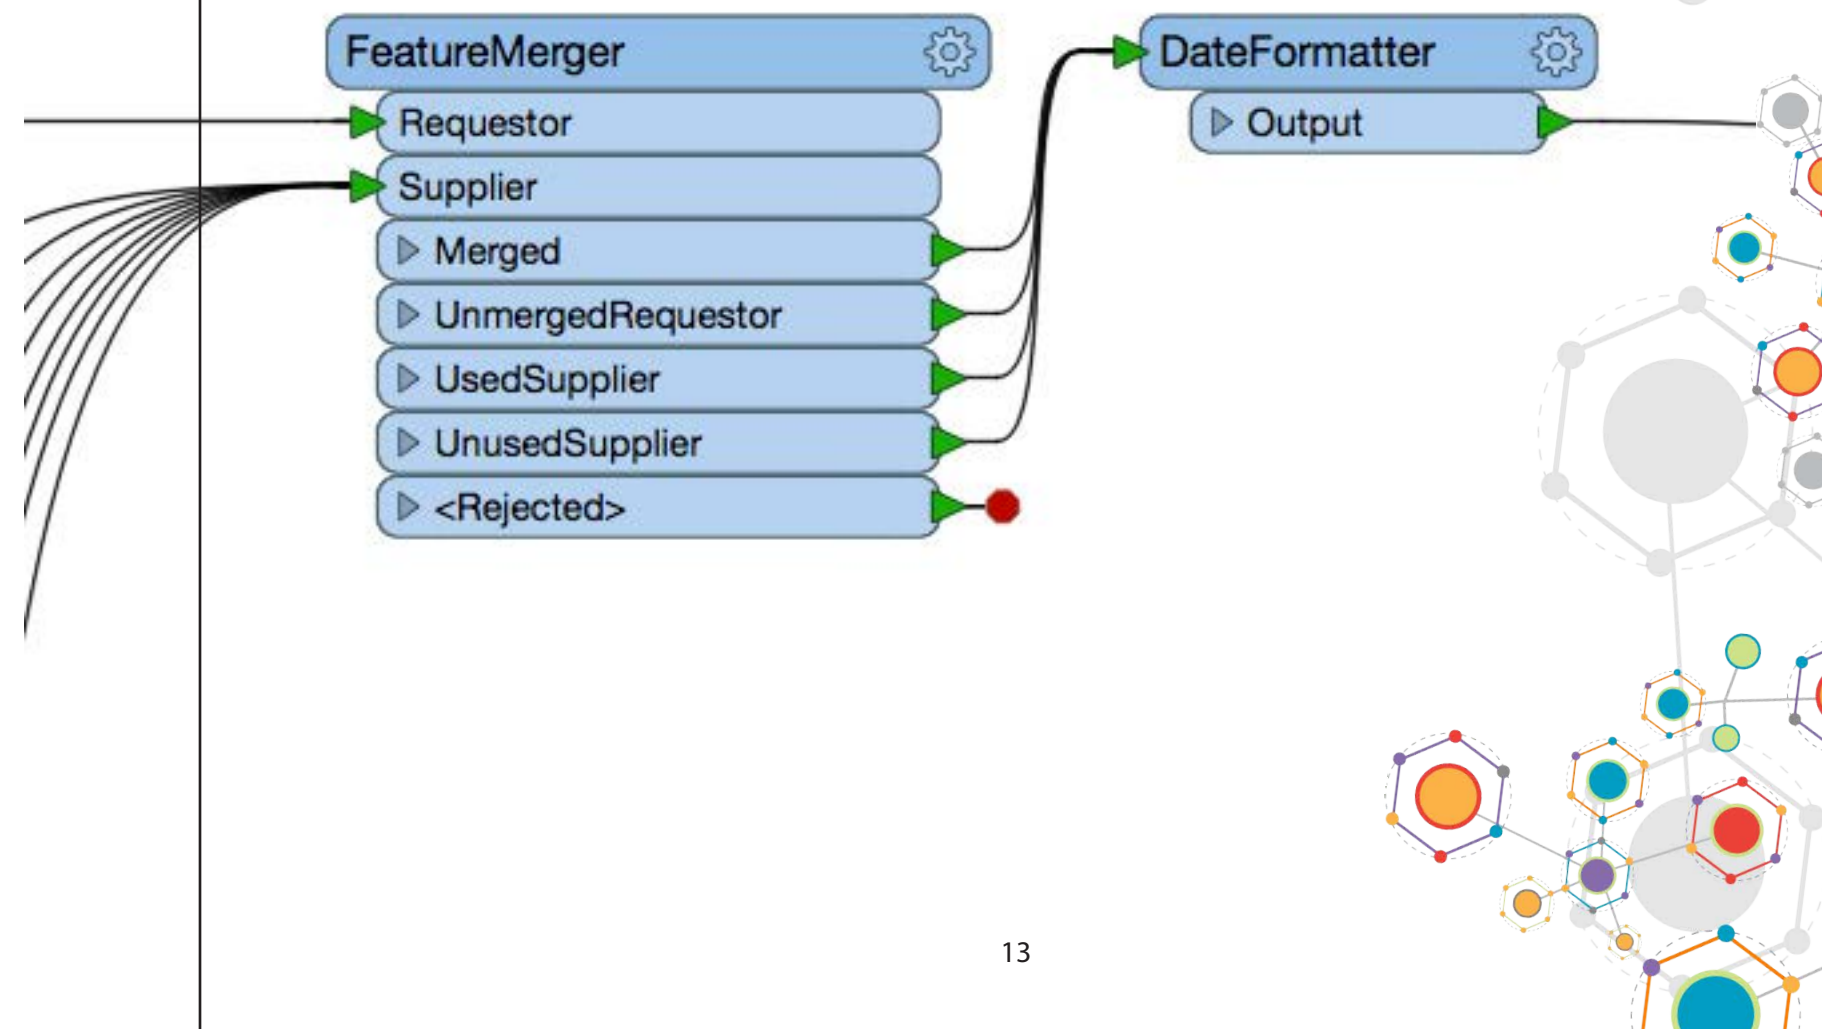 FeatureMerger
Requestor
Supplier
Merged
UnmergedRequestor
UsedSupplier
UnusedSupplier
<Rejected>
DateFormatter
Output
13